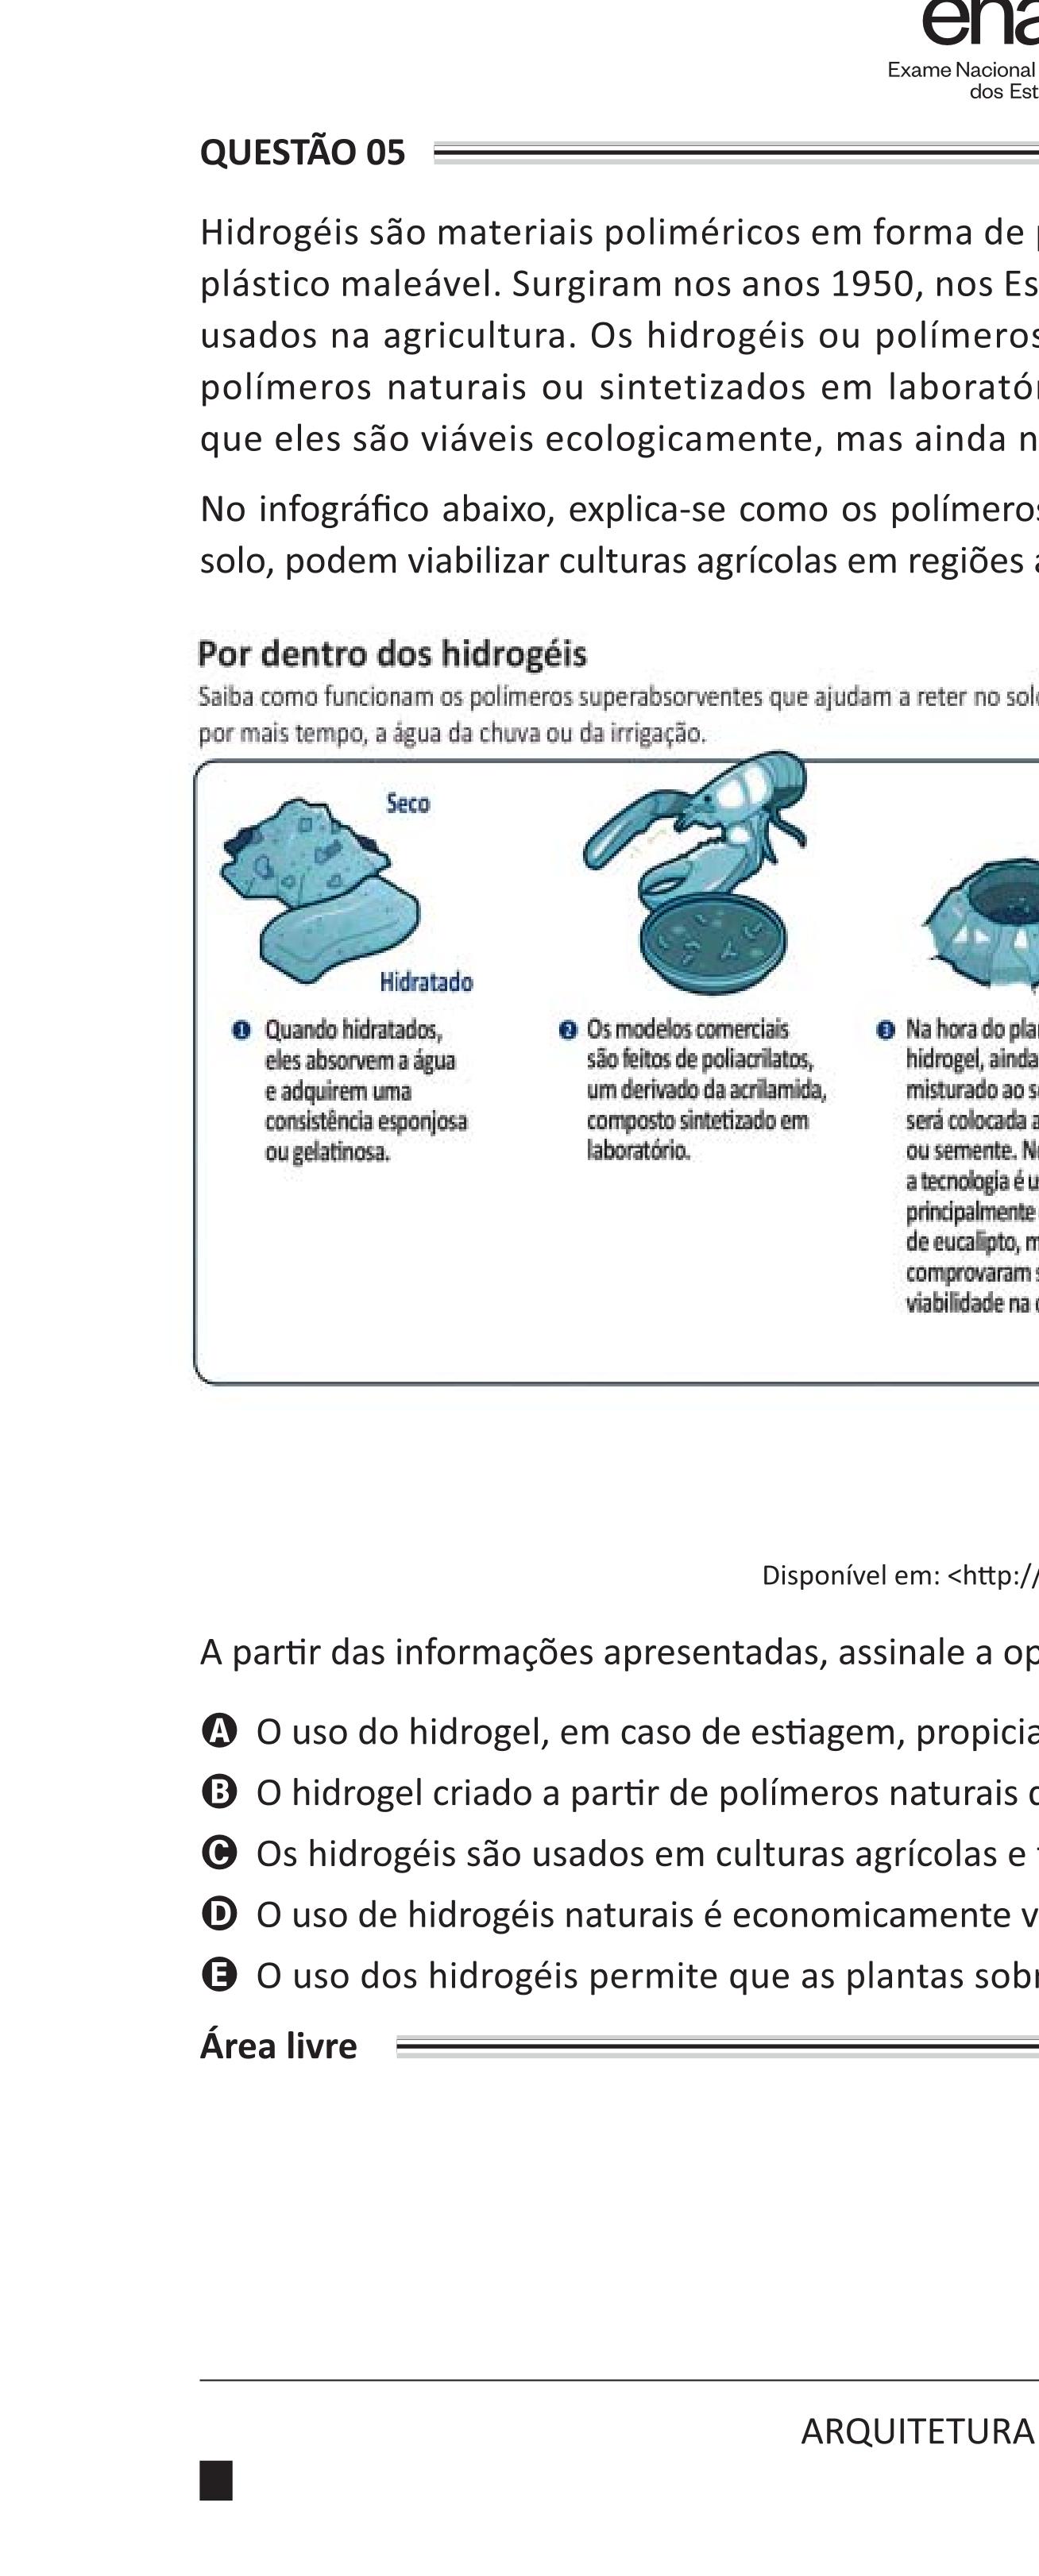 ena
Exame Nacional
dos Est
QUESTÃO 05
Hidrogéis são materiais poliméricos em forma de
plástico maleável. Surgiram nos anos 1950, nos Es
usados na agricultura. Os hidrogéis ou polímeros
polímeros naturais ou sintetizados em laboratór
que eles são viáveis ecologicamente, mas ainda n
No infográfico abaixo, explica-se como os polímeros
solo, podem viabilizar culturas agrícolas em regiões a
Por dentro dos hidrogéis
Saiba como funcionam os polímeros superabsorventes que ajudam a reter no solo
por mais tempo, a água da chuva ou da irrigação.
Seco
Hidratado
1 Quando hidratados,
eles absorvem a água
e adquirem uma
consistência esponjosa
ou gelatinosa.
2 Os modelos comerciais
são feitos de poliacrilatos,
um derivado da acrilamida,
composto sintetizado em
laboratório.
3 Na hora do plan
hidrogel, ainda
misturado ao s
será colocada a
ou semente. N
a tecnologia é u
principalmente
de eucalipto, m
comprovaram s
viabilidade na c
Disponível em: <http://
A partir das informações apresentadas, assinale a op
A O uso do hidrogel, em caso de estiagem, propicia
B O hidrogel criado a partir de polímeros naturais d
C Os hidrogéis são usados em culturas agrícolas e
D O uso de hidrogéis naturais é economicamente v
E O uso dos hidrogéis permite que as plantas sobr
Área livre
ARQUITETURA